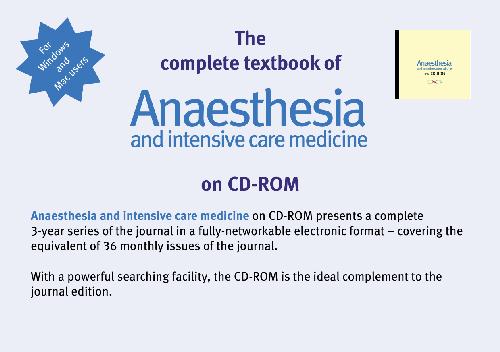 For
Windows
and
Mac users
The
complete textbook of
Anaesthesia
and intensive care medicine
on CD-ROM
Anaesthesia
Anaesthesia and intensive care medicine on CD-ROM presents a complete
3-year series of the journal in a fully-networkable electronic format – covering the
equivalent of 36 monthly issues of the journal.
With a powerful searching facility, the CD-ROM is the ideal complement to the
journal edition.